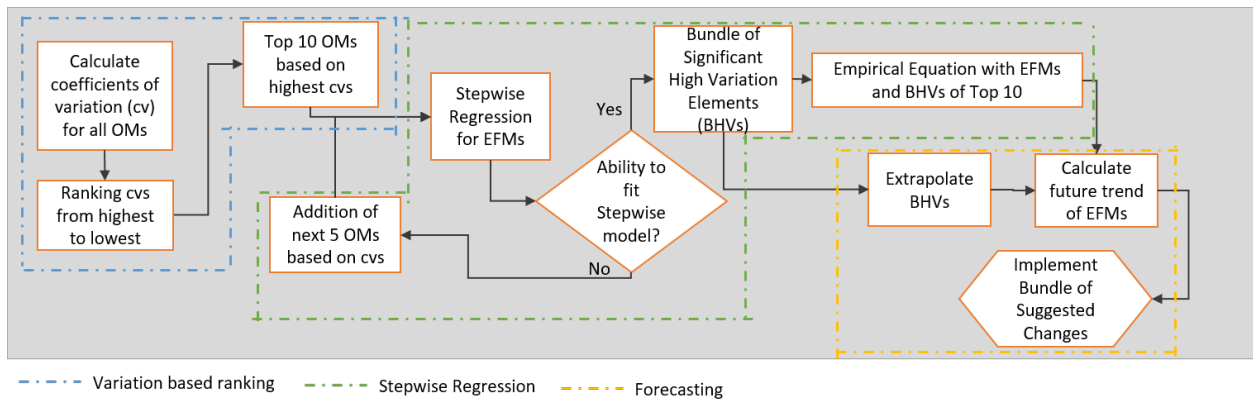 Calculate
coefficients of
variation (cv)
for all OMs
Ranking cvs
from highest
to lowest
Top 10 OMs
based on
highest cvs
Stepwise
Regression
for EFMs
Addition of
next 5 OMs
based on cvs
Ability to
fit
Stepwise
model?
Yes
No
Bundle of
Significant
High Variation
Elements
(BHVs)
Empirical Equation with EFMs
and BHVs of Top 10
Extrapolate
BHVs
Calculate
future trend
of EFMs
Implement
Bundle of
Suggested
Changes
Variation based ranking
Stepwise Regression
Forecasting